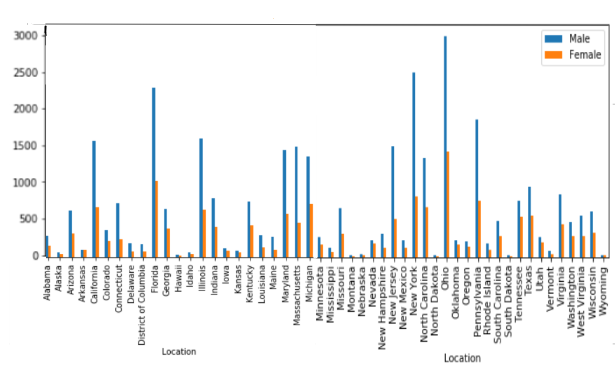 3000
2500
2000
1500
1000
500
0
Male
Female
Alabama
Alaska
Arizona
Arkansas
California
Colorado
Connecticut
Delaware
District of Columbia
Florida
Georgia
Hawaii
Idaho
Illinois
Indiana
Iowa
Kansas
Kentucky
Louisiana
Maine
Maryland
Massachusetts
Michigan
Minnesota
Mississippi
Missouri
Montana
Nebraska
Nevada
New Hampshire
New Jersey
New Mexico
New York
North Carolina
North Dakota
Ohio
Oklahoma
Oregon
Pennsylvania
Rhode Island
South Carolina
South Dakota
Tennessee
Texas
Utah
Vermont
Virginia
Washington
West Virginia
Wisconsin
Wyoming
Location
Location